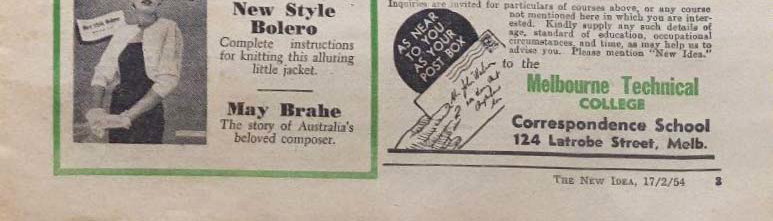 New Style
Bolero
Complete instructions
for knitting this alluring
little jacket.
May Brahe
The story of Australia's
beloved composer.
Inquiries are invited for particulars of courses above, or any course
not mentioned here in which you are inter-
ested. Kindly supply any such details of
age, standard of education, occupational
circumstances, and time, as may help us to
advise you. Please mention "New Idea."
AS NEAR
TO YOU
AS YOUR
POST BOX
to the
Melbourne Technical
COLLEGE
Correspondence School
124 Latrobe Street, Melb.
THE NEW IDEA, 17/2/54 3